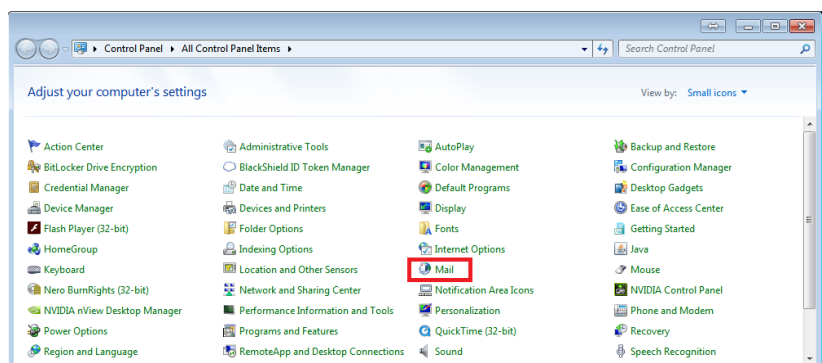 Control Panel ▸ All Control Panel Items ▸
Search Control Panel
Adjust your computer's settings
View by: Small icons
Action Center
Administrative Tools
AutoPlay
Backup and Restore
BitLocker Drive Encryption
BlackShield ID Token Manager
Color Management
Configuration Manager
Credential Manager
Date and Time
Default Programs
Desktop Gadgets
Device Manager
Devices and Printers
Display
Ease of Access Center
Flash Player (32-bit)
Folder Options
Fonts
Getting Started
HomeGroup
Indexing Options
Internet Options
Java
Keyboard
Location and Other Sensors
Mail
Mouse
Nero BurnRights (32-bit)
Network and Sharing Center
Notification Area Icons
NVIDIA Control Panel
NVIDIA nView Desktop Manager
Performance Information and Tools
Personalization
Phone and Modem
Power Options
Programs and Features
QuickTime (32-bit)
Recovery
Region and Language
RemoteApp and Desktop Connections
Sound
Speech Recognition